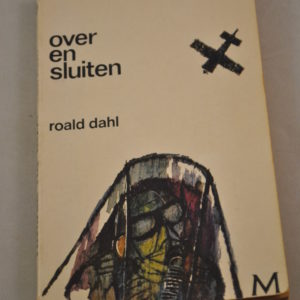 over
en
sluiten
roald dahl
M